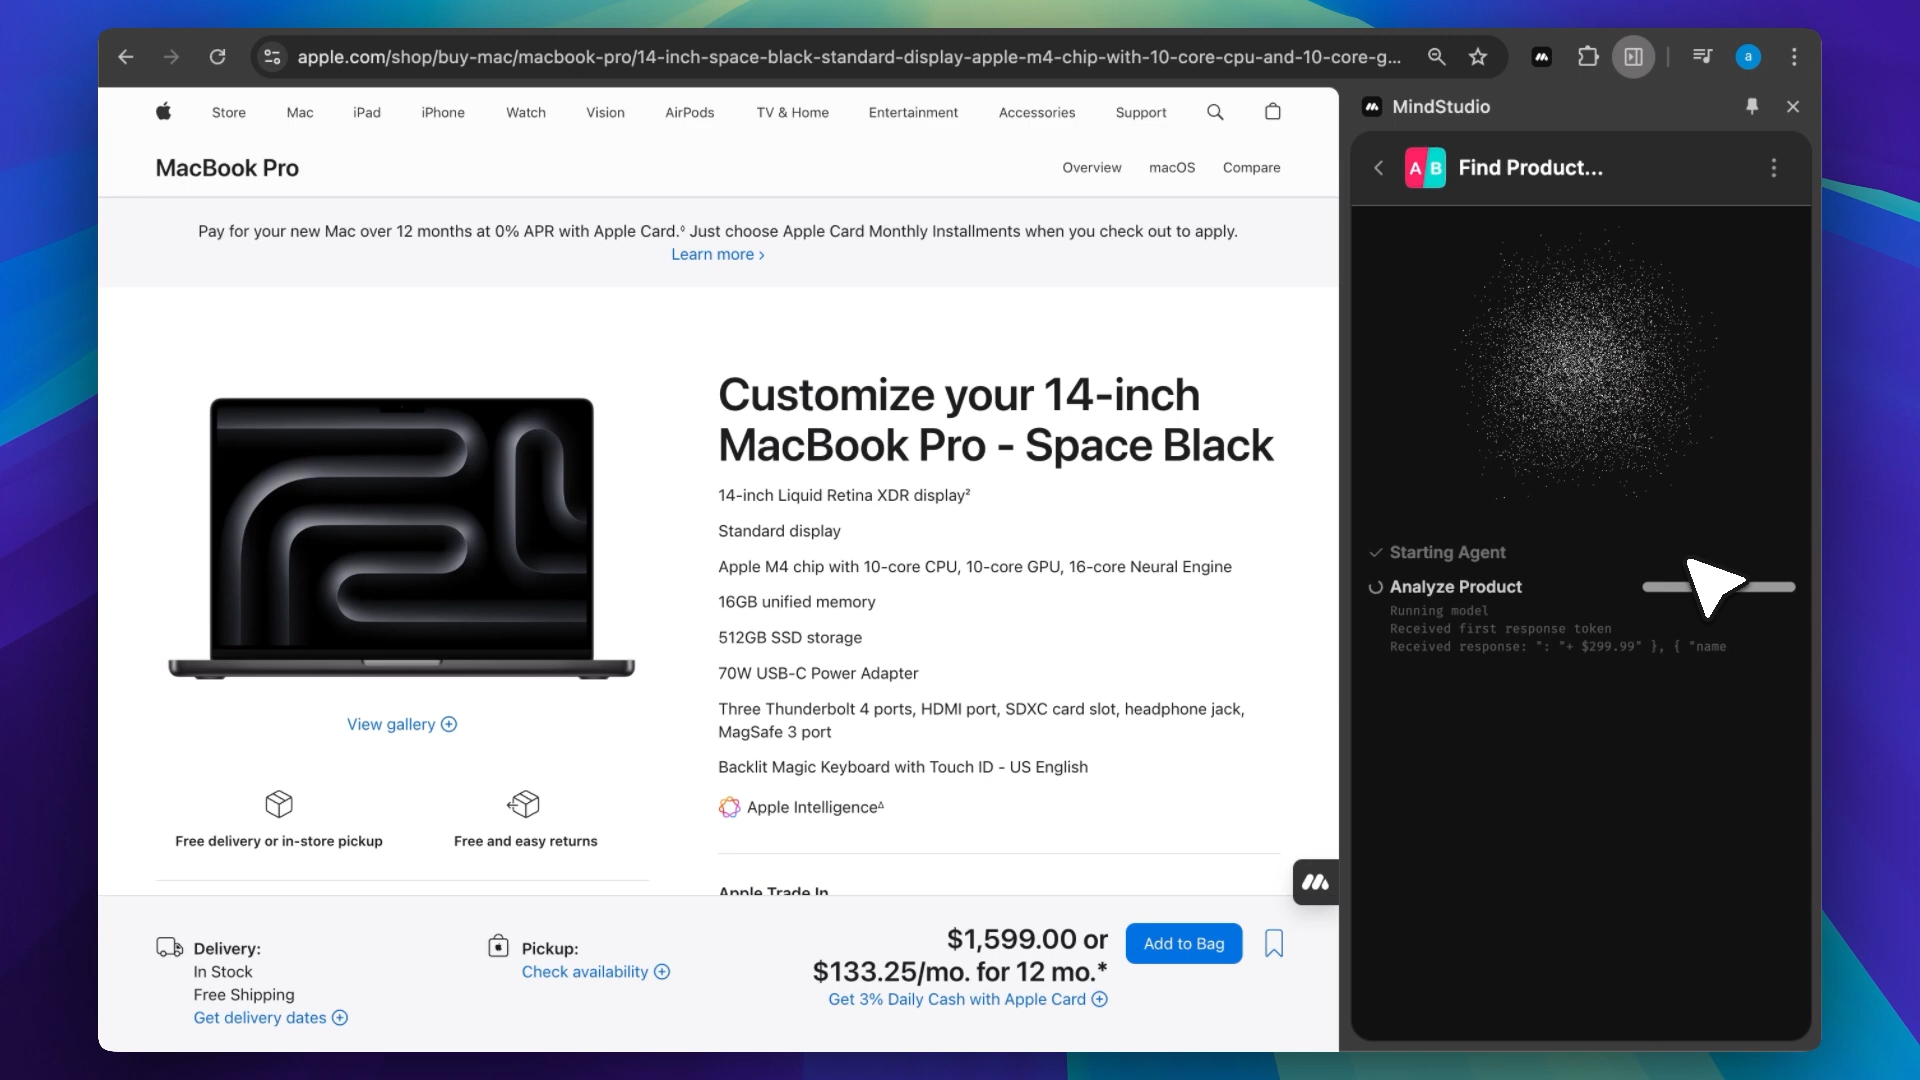 apple.com/shop/buy-mac/macbook-pro/14-inch-space-black-standard-display-apple-m4-chip-with-10-core-cpu-and-10-core-g...
a
Store Mac iPad iPhone Watch Vision AirPods TV & Home Entertainment Accessories Support
MacBook Pro
Overview macOS Compare
Pay for your new Mac over 12 months at 0% APR with Apple Card.◊ Just choose Apple Card Monthly Installments when you check out to apply.
Learn more >
Customize your 14-inch
MacBook Pro - Space Black
14-inch Liquid Retina XDR display²
Standard display
Apple M4 chip with 10-core CPU, 10-core GPU, 16-core Neural Engine
16GB unified memory
512GB SSD storage
70W USB-C Power Adapter
Three Thunderbolt 4 ports, HDMI port, SDXC card slot, headphone jack,
MagSafe 3 port
Backlit Magic Keyboard with Touch ID - US English
Apple Intelligence∆
View gallery
Free delivery or in-store pickup
Free and easy returns
Apple Trade In
Delivery:
In Stock
Free Shipping
Get delivery dates
Pickup:
Check availability
$1,599.00 or
$133.25/mo. for 12 mo.*
Get 3% Daily Cash with Apple Card
Add to Bag
MindStudio
A B
Find Product...
Starting Agent
Analyze Product
Running model
Received first response token
Received response: ": "+ $299.99" }, { "name